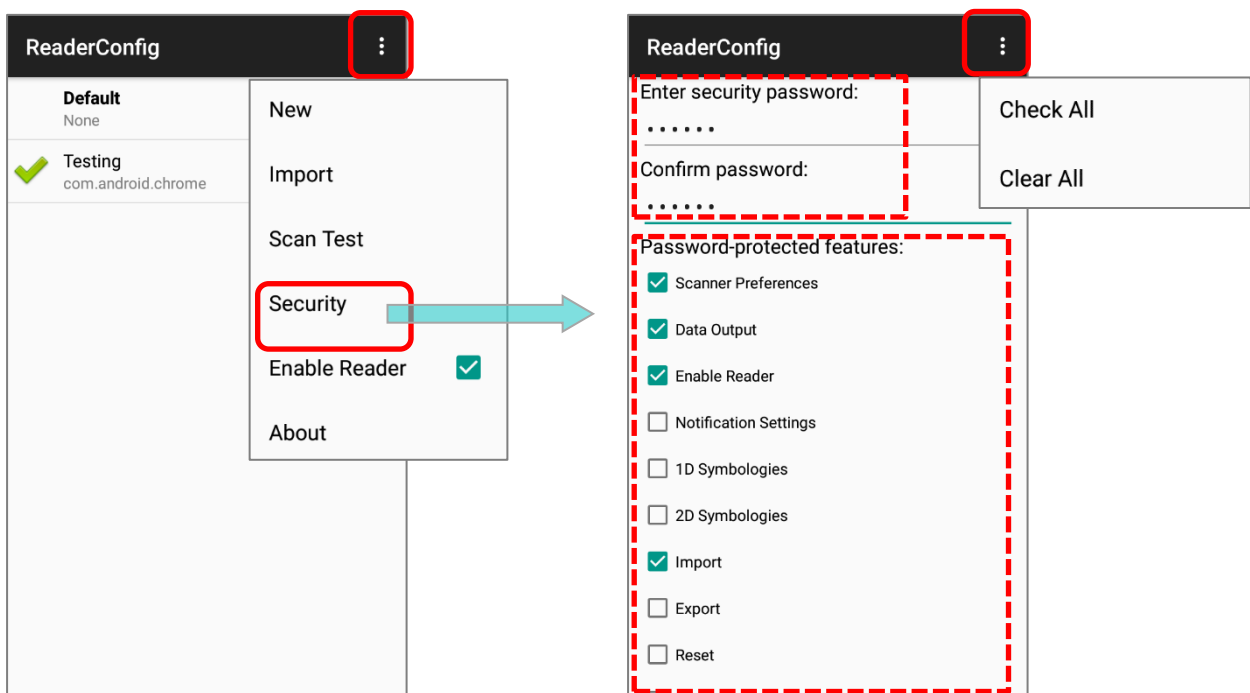 ReaderConfig
Default
None
Testing
com.android.chrome
New
Import
Scan Test
Security
Enable Reader
About
ReaderConfig
Enter security password:
······
Confirm password:
······
Check All
Clear All
Password-protected features:
Scanner Preferences
Data Output
Enable Reader
Notification Settings
1D Symbologies
2D Symbologies
Import
Export
Reset